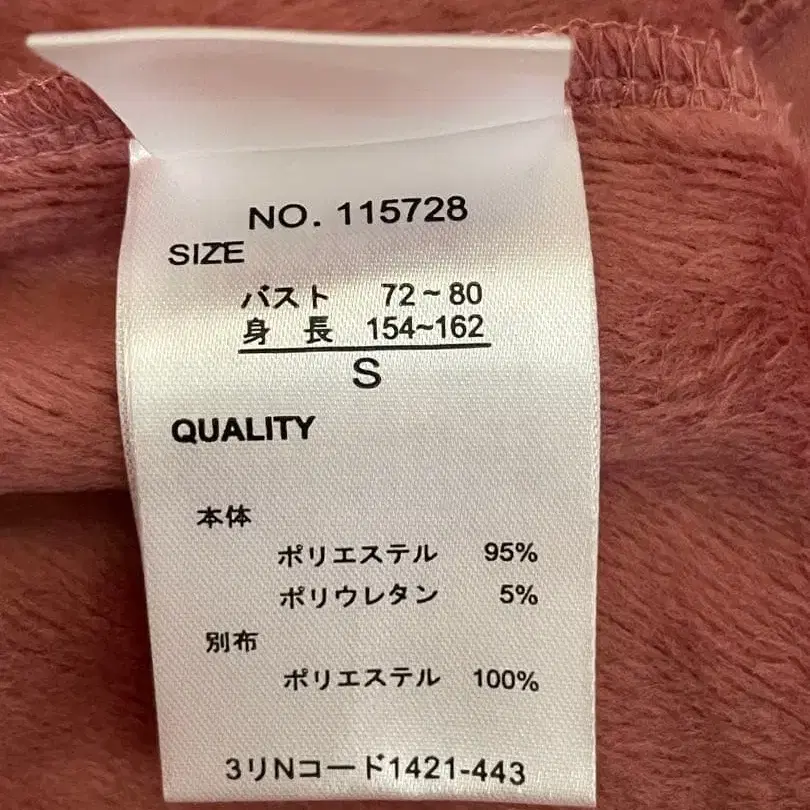 NO. 115728
SIZE
バスト 72~80
身 長 154~162
S
QUALITY
本体
ポリエステル 95%
ポリウレタン 5%
別布
ポリエステル 100%
3リNコード1421-443